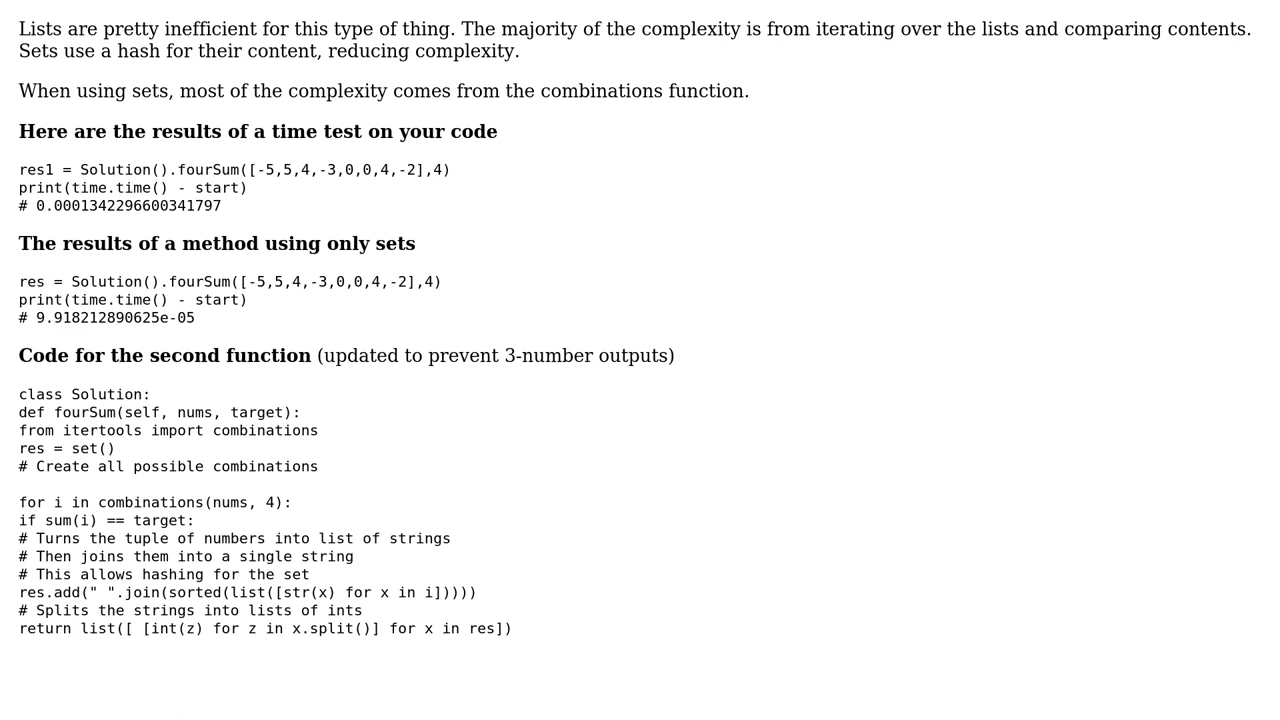 Lists are pretty inefficient for this type of thing. The majority of the complexity is from iterating over the lists and comparing contents.
Sets use a hash for their content, reducing complexity.
When using sets, most of the complexity comes from the combinations function.
Here are the results of a time test on your code
res1 = Solution().fourSum([-5,5,4,-3,0,0,4,-2],4)
print(time.time() - start)
# 0.0001342296600341797
The results of a method using only sets
res = Solution().fourSum([-5,5,4,-3,0,0,4,-2],4)
print(time.time() - start)
# 9.918212890625e-05
Code for the second function (updated to prevent 3-number outputs)
class Solution:
def fourSum(self, nums, target):
from itertools import combinations
res = set()
# Create all possible combinations
for i in combinations(nums, 4):
if sum(i) == target:
# Turns the tuple of numbers into list of strings
# Then joins them into a single string
# This allows hashing for the set
res.add(" ".join(sorted(list([str(x) for x in i]))))
# Splits the strings into lists of ints
return list([ [int(z) for z in x.split()] for x in res])